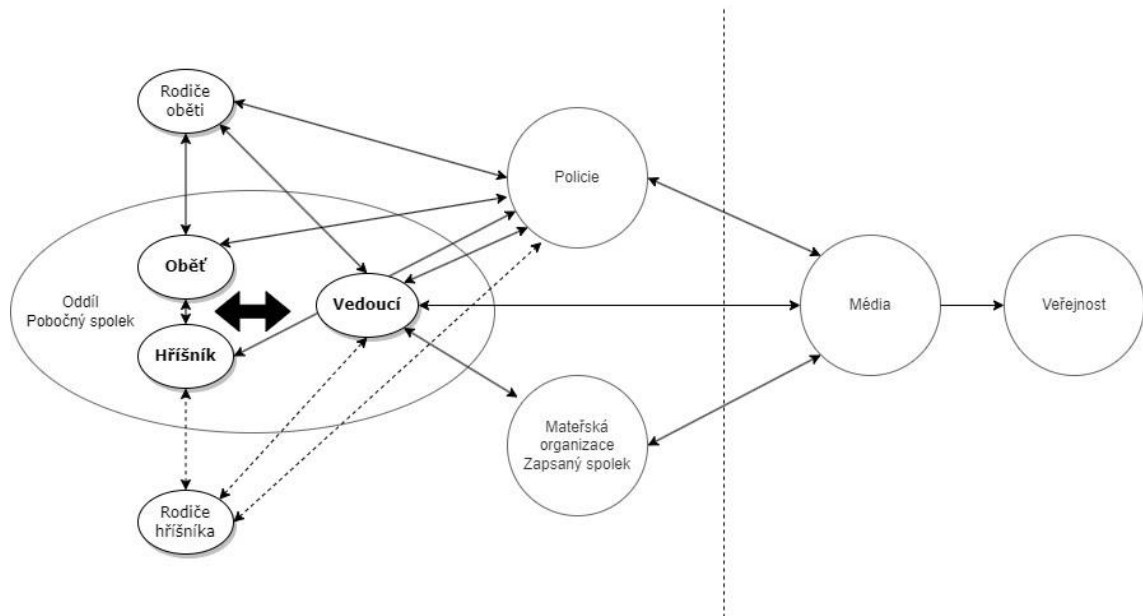 Rodiče
oběti
Policie
Oběť
Oddíl
Pobočný spolek
Vedoucí
Média
Veřejnost
Hříšník
Mateřská
organizace
Zapsaný spolek
Rodiče
hříšníka